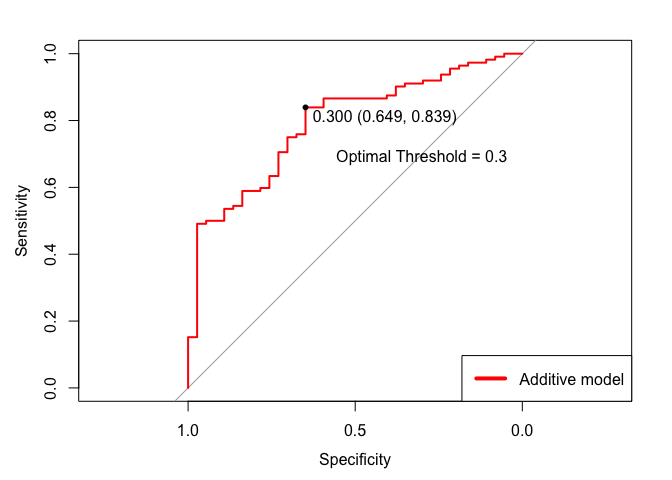 1.0
0.8
0.6
0.4
0.2
0.0
Sensitivity
0.300 (0.649, 0.839)
Optimal Threshold = 0.3
Additive model
1.0 0.5 0.0
Specificity